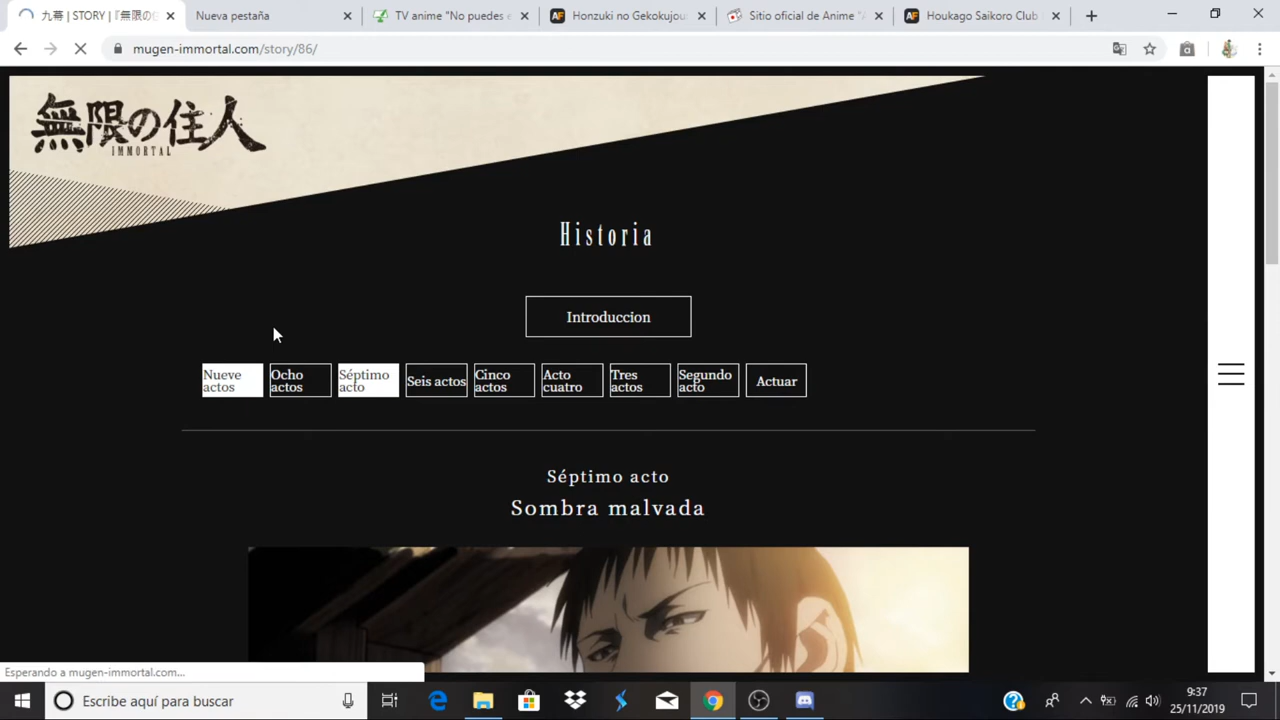 九幕 | STORY | 『無限の
Nueva pestaña
TV anime "No puedes e
Honzuki no Gekokujou
Sitio oficial de Anime "A
Houkago Saikoro Club
mugen-immortal.com/story/86/
無限の住人
IMMORTAL
Historia
Introduccion
Nueve actos
Ocho actos
Séptimo acto
Seis actos
Cinco actos
Acto cuatro
Tres actos
Segundo acto
Actuar
Séptimo acto
Sombra malvada
Esperando a mugen-immortal.com...
Escribe aquí para buscar
9:37
25/11/2019